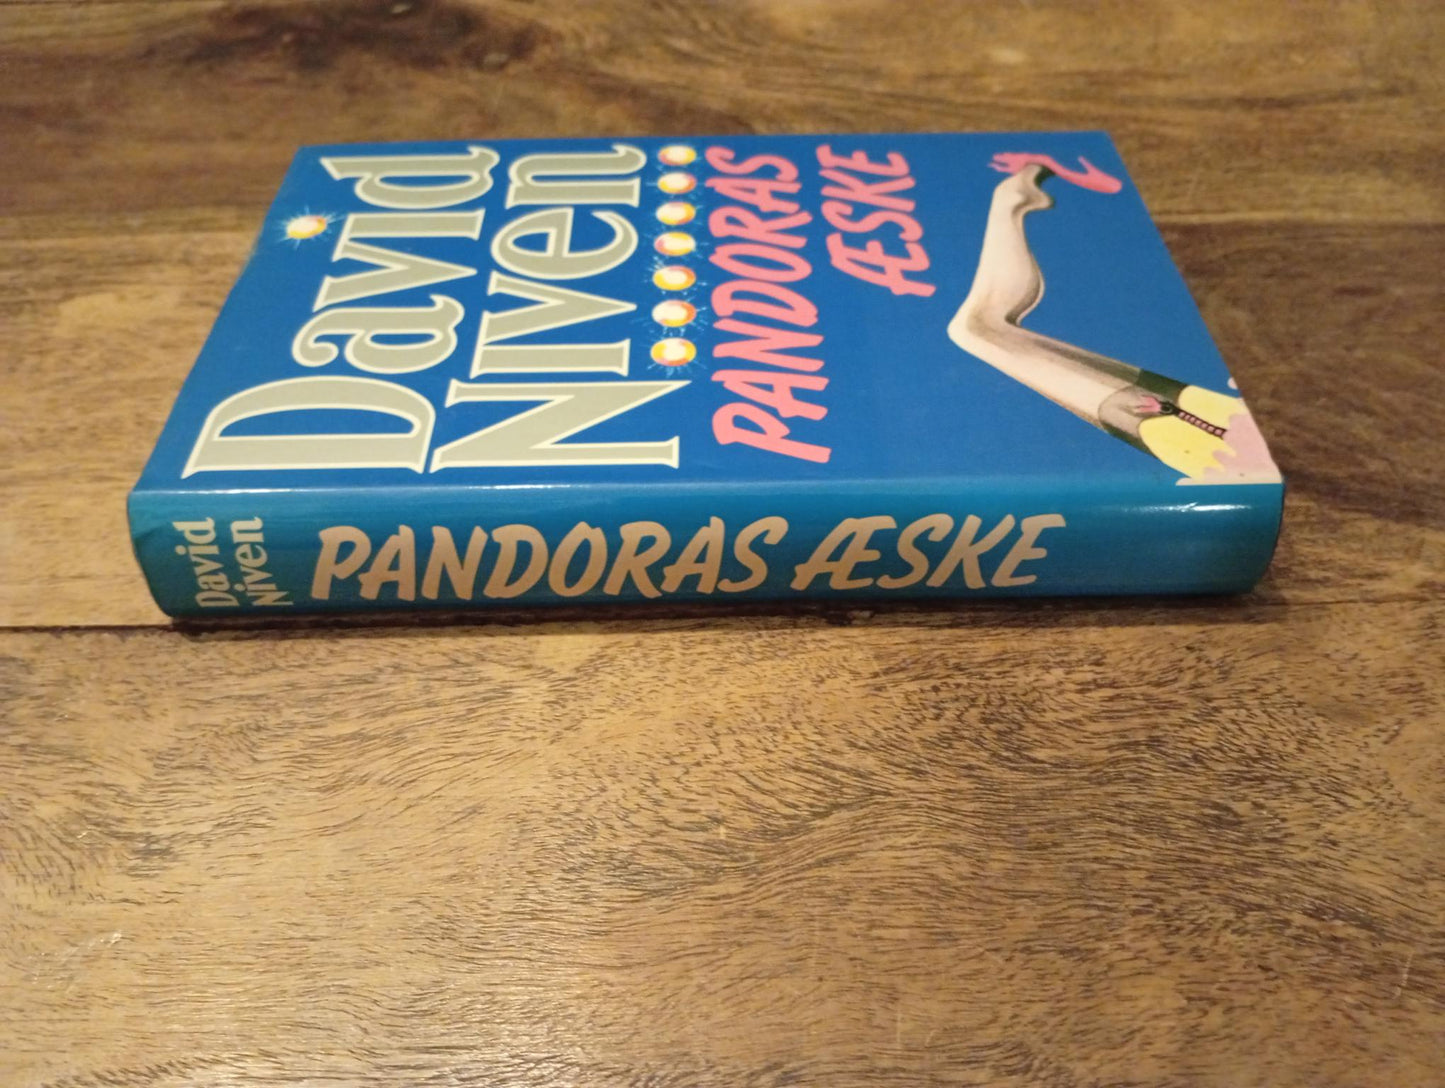 David
Niven
PANDORAS
ÆSKE
David
Niven
PANDORAS ÆSKE